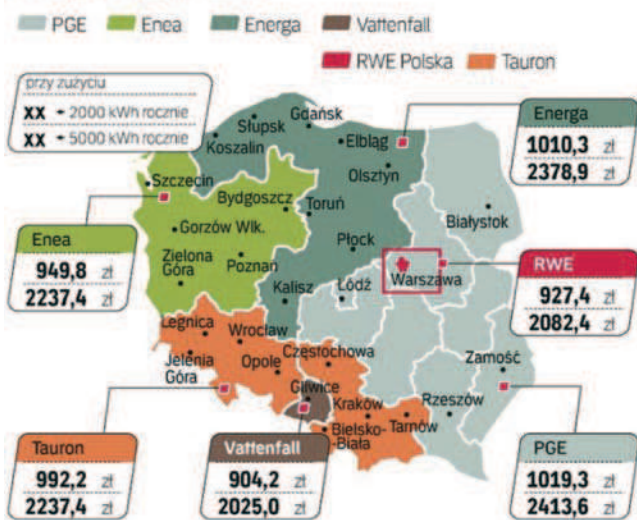 PGE Enea Energa Vattenfall
RWE Polska Tauron
przy zużyciu
XX 2000 kWh rocznie
XX 5000 kWh rocznie
Gdańsk
Słupsk
Koszalin
Elbląg
Olsztyn
Energa
1010,3 zł
2378,9 zł
Szczecin
Bydgoszcz
Toruń
Białystok
Gorzów Wlk.
Płock
Enea
949,8 zł
2237,4 zł
Zielona
Góra
Poznań
Kalisz
Łódź
Warszawa
RWE
927,4 zł
2082,4 zł
Legnica
Wrocław
Jelenia
Góra
Opole
Częstochowa
Zamość
Gliwice
Kraków
Rzeszów
Bielsko-
-Biała
Tarnów
Tauron
992,2 zł
2237,4 zł
Vattenfall
904,2 zł
2025,0 zł
PGE
1019,3 zł
2413,6 zł